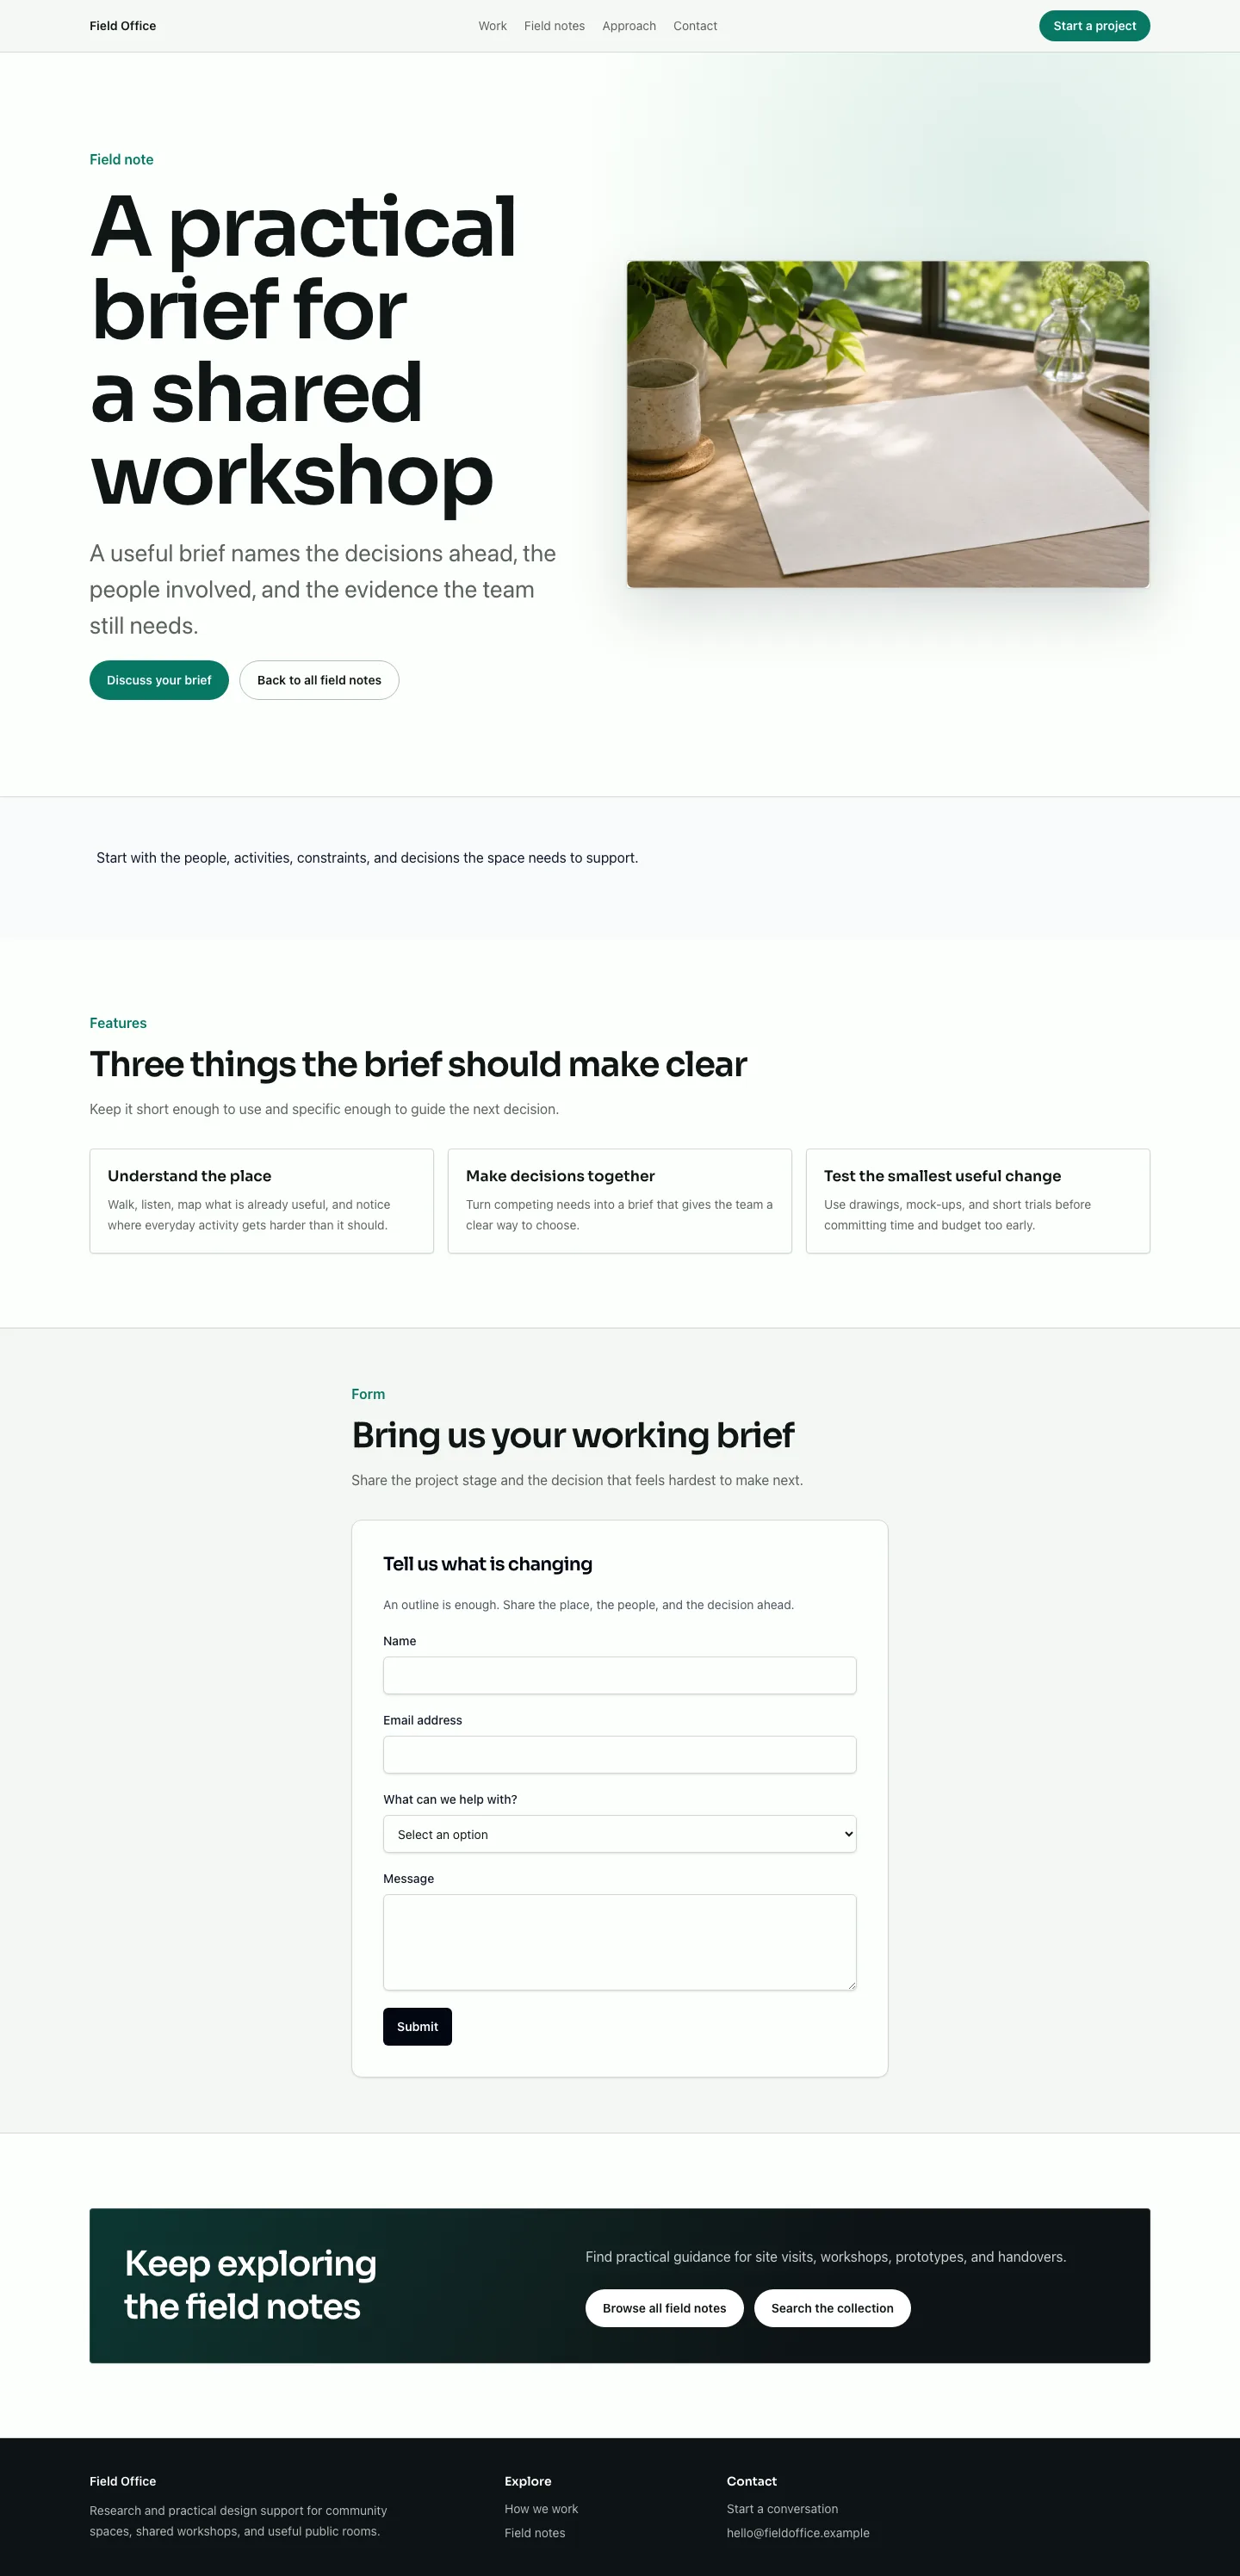 Field Office
Work
Field notes
Approach
Contact
Start a project
Field note
A practical
brief for
a shared
workshop
A useful brief names the decisions ahead, the
people involved, and the evidence the team
still needs.
Discuss your brief
Back to all field notes
Start with the people, activities, constraints, and decisions the space needs to support.
Features
Three things the brief should make clear
Keep it short enough to use and specific enough to guide the next decision.
Understand the place
Walk, listen, map what is already useful, and notice
where everyday activity gets harder than it should.
Make decisions together
Turn competing needs into a brief that gives the team a
clear way to choose.
Test the smallest useful change
Use drawings, mock-ups, and short trials before
committing time and budget too early.
Form
Bring us your working brief
Share the project stage and the decision that feels hardest to make next.
Tell us what is changing
An outline is enough. Share the place, the people, and the decision ahead.
Name
Email address
What can we help with?
Select an option
Message
Submit
Keep exploring
the field notes
Find practical guidance for site visits, workshops, prototypes, and handovers.
Browse all field notes
Search the collection
Field Office
Research and practical design support for community
spaces, shared workshops, and useful public rooms.
Explore
How we work
Field notes
Contact
Start a conversation
hello@fieldoffice.example